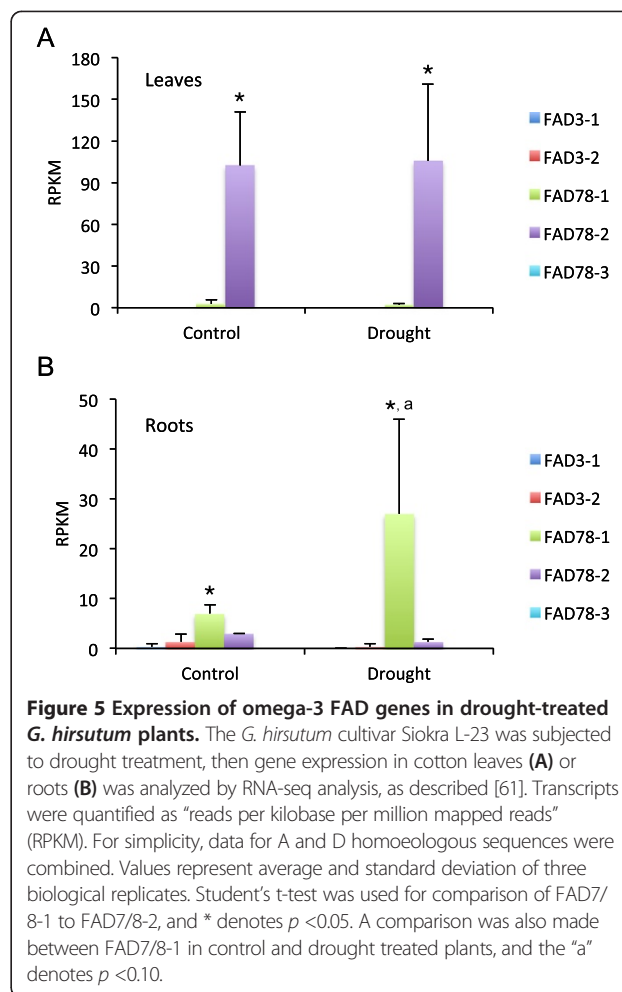 A
180
150
120
90
60
30
0
RPKM
Leaves
*
*
Control
Drought
FAD3-1
FAD3-2
FAD78-1
FAD78-2
FAD78-3
B
50
40
30
20
10
0
RPKM
Roots
*
*, a
Control
Drought
FAD3-1
FAD3-2
FAD78-1
FAD78-2
FAD78-3
Figure 5 Expression of omega-3 FAD genes in drought-treated
G. hirsutum plants. The G. hirsutum cultivar Siokra L-23 was subjected
to drought treatment, then gene expression in cotton leaves (A) or
roots (B) was analyzed by RNA-seq analysis, as described [61]. Transcripts
were quantified as “reads per kilobase per million mapped reads”
(RPKM). For simplicity, data for A and D homoeologous sequences were
combined. Values represent average and standard deviation of three
biological replicates. Student’s t-test was used for comparison of FAD7/
8-1 to FAD7/8-2, and * denotes p <0.05. A comparison was also made
between FAD7/8-1 in control and drought treated plants, and the “a”
denotes p <0.10.